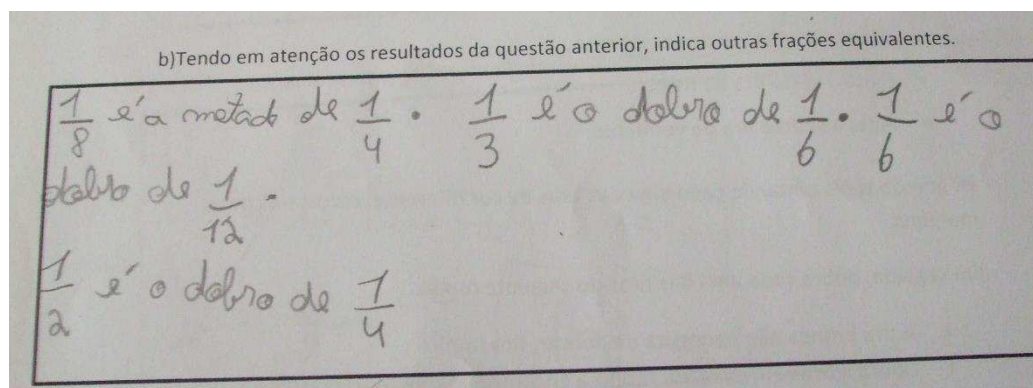 b)Tendo em atenção os resultados da questão anterior, indica outras frações equivalentes.
1/8 é a metad de 1/4 . 1/3 é o dobro de 1/6 . 1/6 é o
dobro de 1/12 .
1/2 é o dobro de 1/4